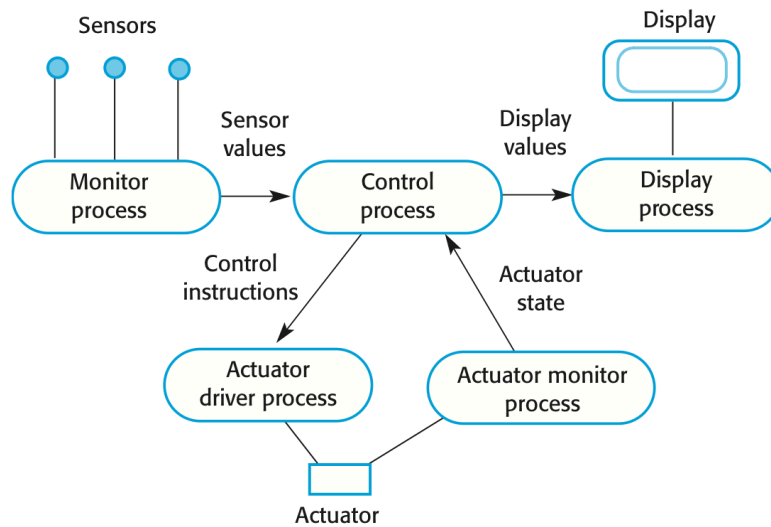 Sensors
Display
Sensor
values
Display
values
Monitor
process
Control
process
Display
process
Control
instructions
Actuator
state
Actuator
driver process
Actuator monitor
process
Actuator